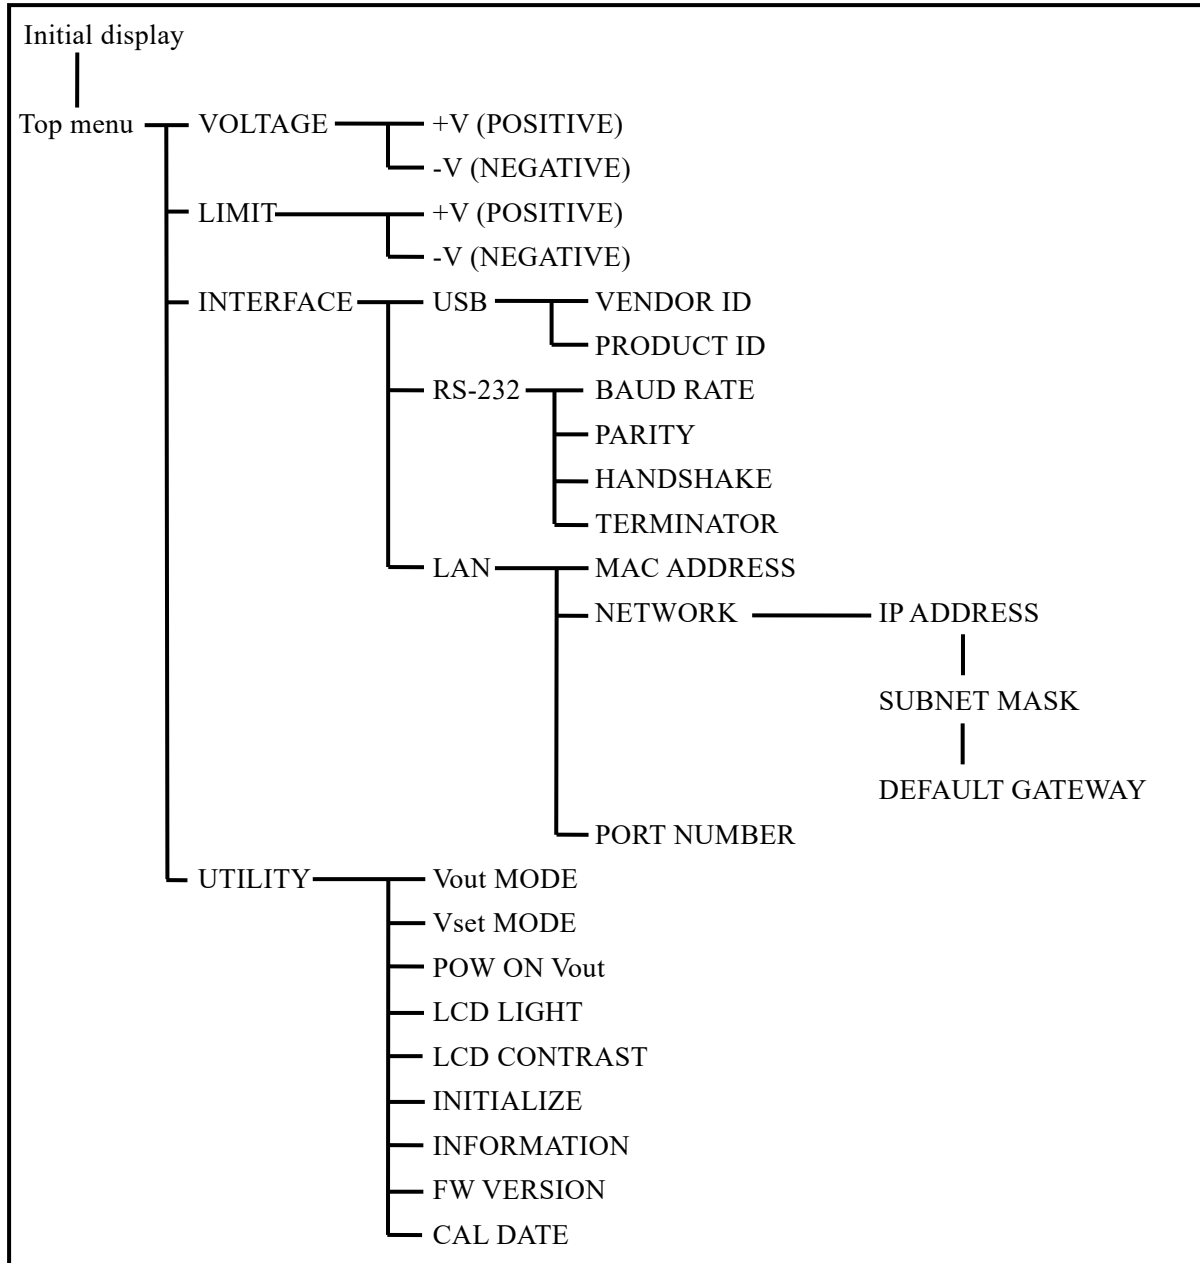 Initial display
Top menu VOLTAGE +V (POSITIVE)
-V (NEGATIVE)
LIMIT +V (POSITIVE)
-V (NEGATIVE)
INTERFACE USB VENDOR ID
PRODUCT ID
RS-232 BAUD RATE
PARITY
HANDSHAKE
TERMINATOR
LAN MAC ADDRESS
NETWORK IP ADDRESS
SUBNET MASK
DEFAULT GATEWAY
PORT NUMBER
UTILITY Vout MODE
Vset MODE
POW ON Vout
LCD LIGHT
LCD CONTRAST
INITIALIZE
INFORMATION
FW VERSION
CAL DATE